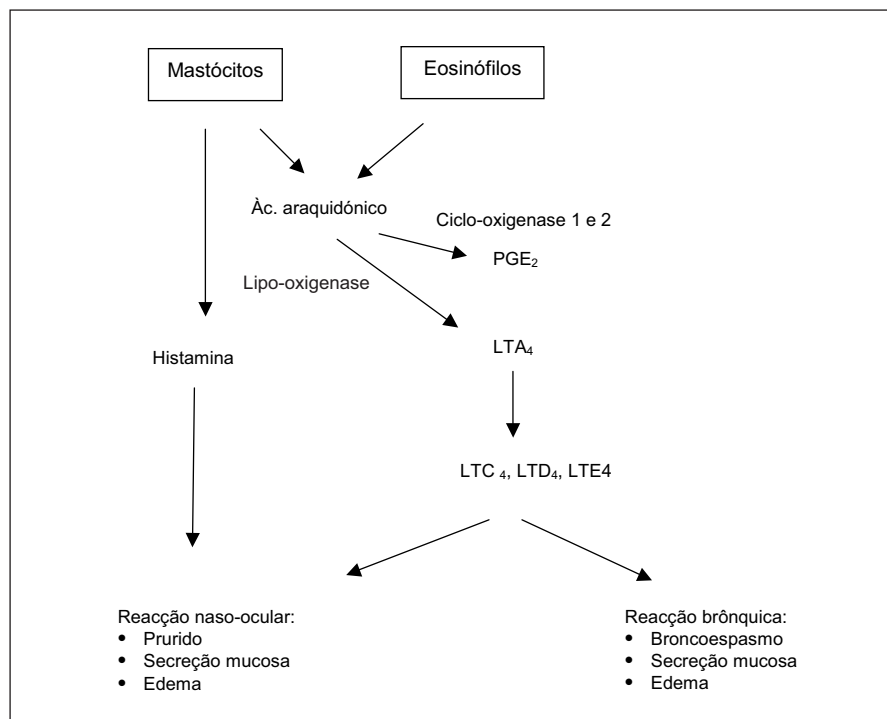 Mastócitos
Eosinófilos
Àc. araquidónico
Ciclo-oxigenase 1 e 2
PGE₂
Lipo-oxigenase
Histamina
LTA₄
LTC ₄, LTD₄, LTE4
Reacção naso-ocular:
• Prurido
• Secreção mucosa
• Edema
Reacção brônquica:
• Broncoespasmo
• Secreção mucosa
• Edema